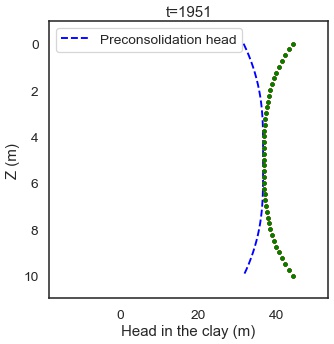 t=1951
Preconsolidation head
0
2
4
6
8
10
Z (m)
0
20
40
Head in the clay (m)